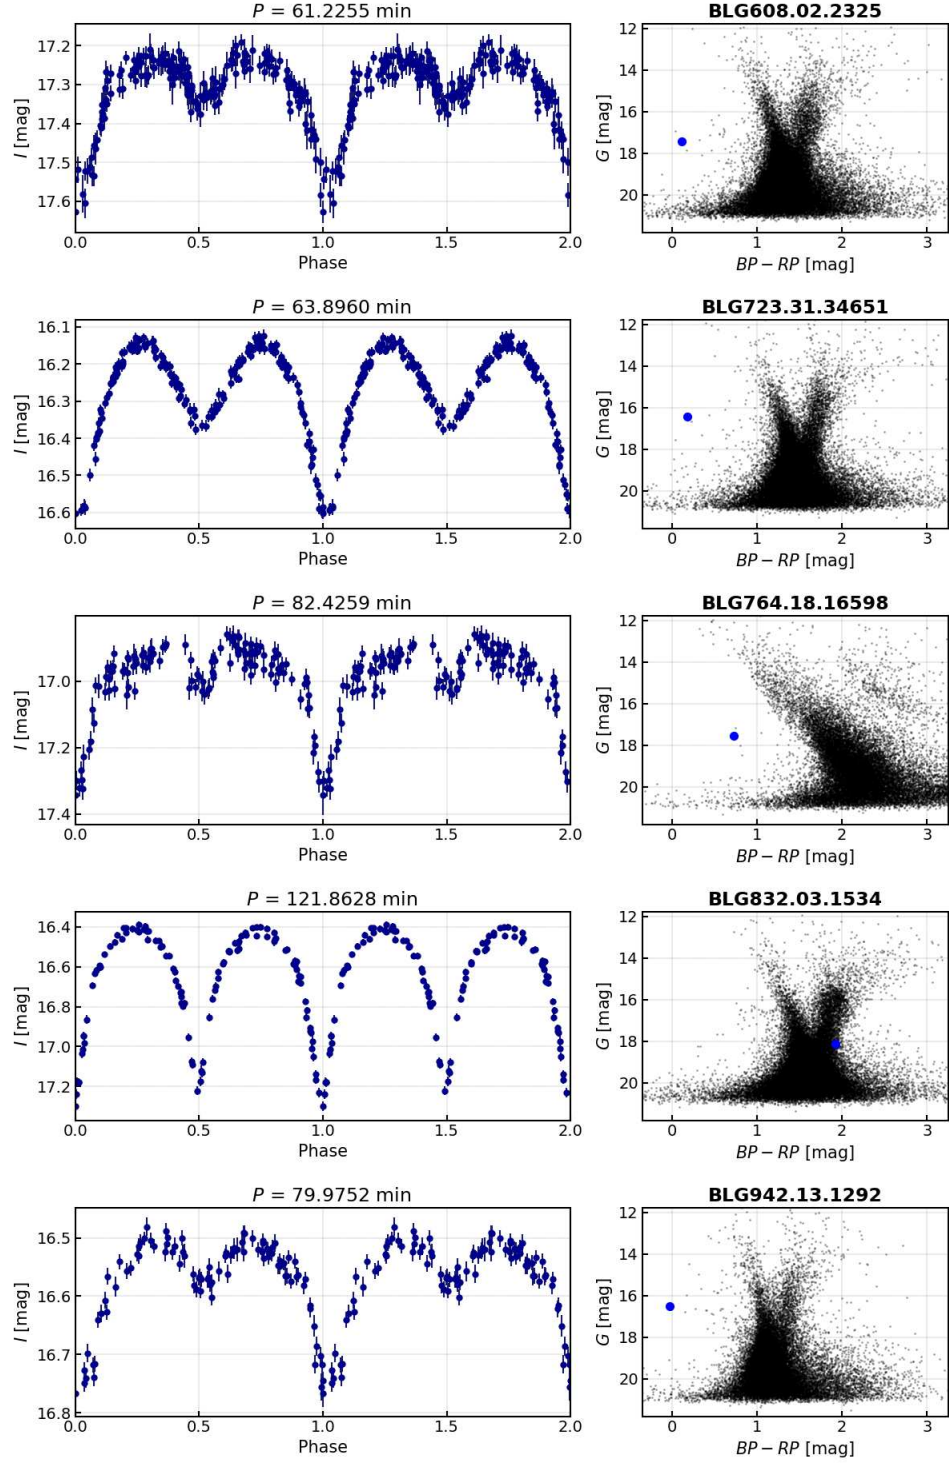 P = 61.2255 min
BLG608.02.2325
17.2
17.3
17.4
17.5
17.6
I [mag]
0.0 0.5 1.0 1.5 2.0
Phase
12
14
16
18
20
G [mag]
0 1 2 3
BP − RP [mag]
P = 63.8960 min
BLG723.31.34651
16.1
16.2
16.3
16.4
16.5
16.6
I [mag]
0.0 0.5 1.0 1.5 2.0
Phase
12
14
16
18
20
G [mag]
0 1 2 3
BP − RP [mag]
P = 82.4259 min
BLG764.18.16598
17.0
17.2
17.4
I [mag]
0.0 0.5 1.0 1.5 2.0
Phase
12
14
16
18
20
G [mag]
0 1 2 3
BP − RP [mag]
P = 121.8628 min
BLG832.03.1534
16.4
16.6
16.8
17.0
17.2
I [mag]
0.0 0.5 1.0 1.5 2.0
Phase
12
14
16
18
20
G [mag]
0 1 2 3
BP − RP [mag]
P = 79.9752 min
BLG942.13.1292
16.5
16.6
16.7
16.8
I [mag]
0.0 0.5 1.0 1.5 2.0
Phase
12
14
16
18
20
G [mag]
0 1 2 3
BP − RP [mag]